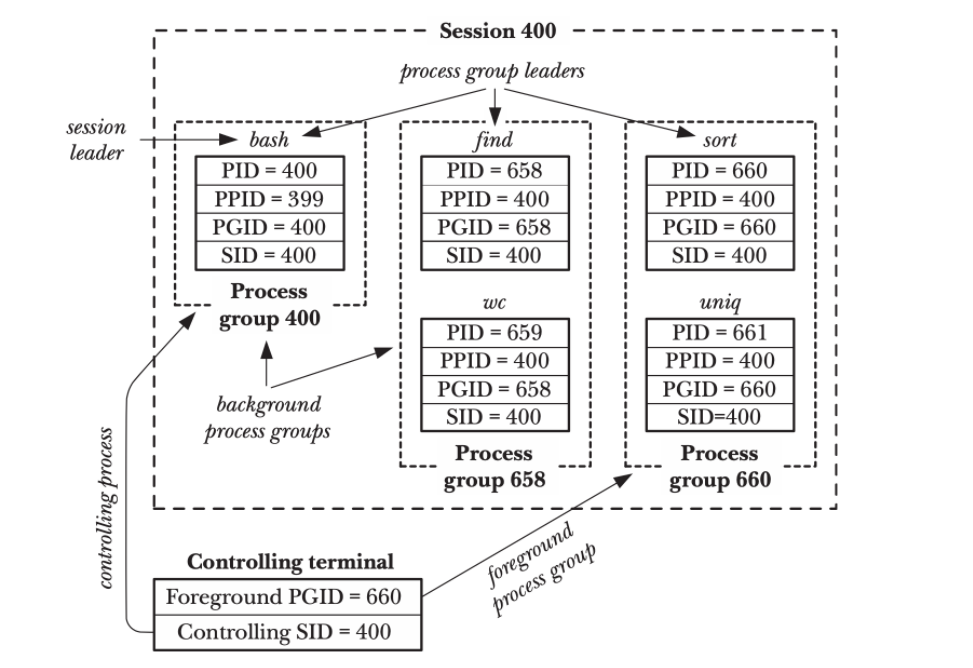 Session 400
process group leaders
session
leader
bash
PID = 400
PPID = 399
PGID = 400
SID = 400
Process
group 400
find
PID = 658
PPID = 400
PGID = 658
SID = 400
wc
PID = 659
PPID = 400
PGID = 658
SID = 400
Process
group 658
sort
PID = 660
PPID = 400
PGID = 660
SID = 400
uniq
PID = 661
PPID = 400
PGID = 660
SID=400
Process
group 660
background
process groups
controlling process
foreground
process group
Controlling terminal
Foreground PGID = 660
Controlling SID = 400